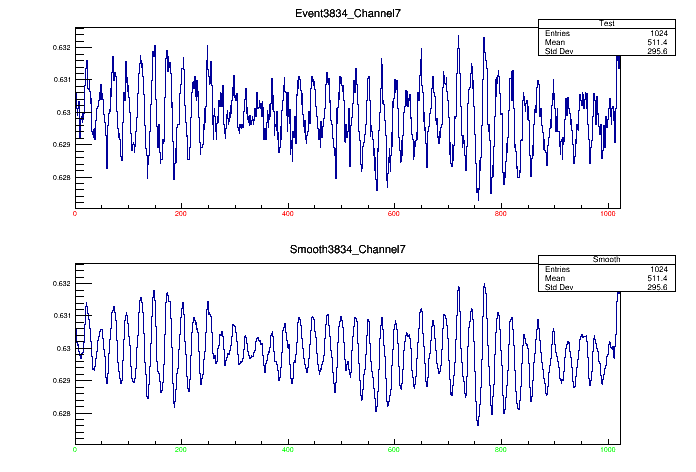 Event3834_Channel7
Test
Entries 1024
Mean 511.4
Std Dev 295.6
0.632
0.631
0.63
0.629
0.628
0 200 400 600 800 1000
Smooth3834_Channel7
Smooth
Entries 1024
Mean 511.4
Std Dev 295.6
0.632
0.631
0.63
0.629
0.628
0 200 400 600 800 1000